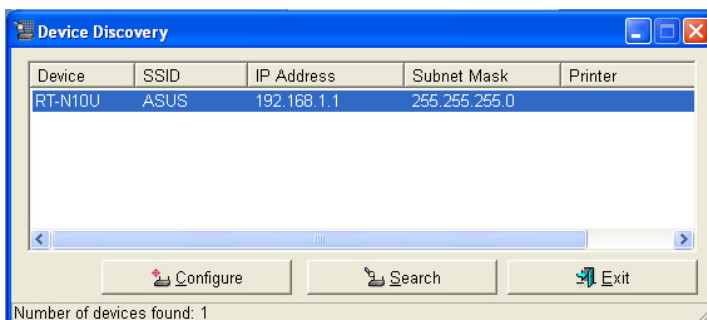 Device Discovery
Device SSID IP Address Subnet Mask Printer
RT-N10U ASUS 192.168.1.1 255.255.255.0
Configure Search Exit
Number of devices found: 1